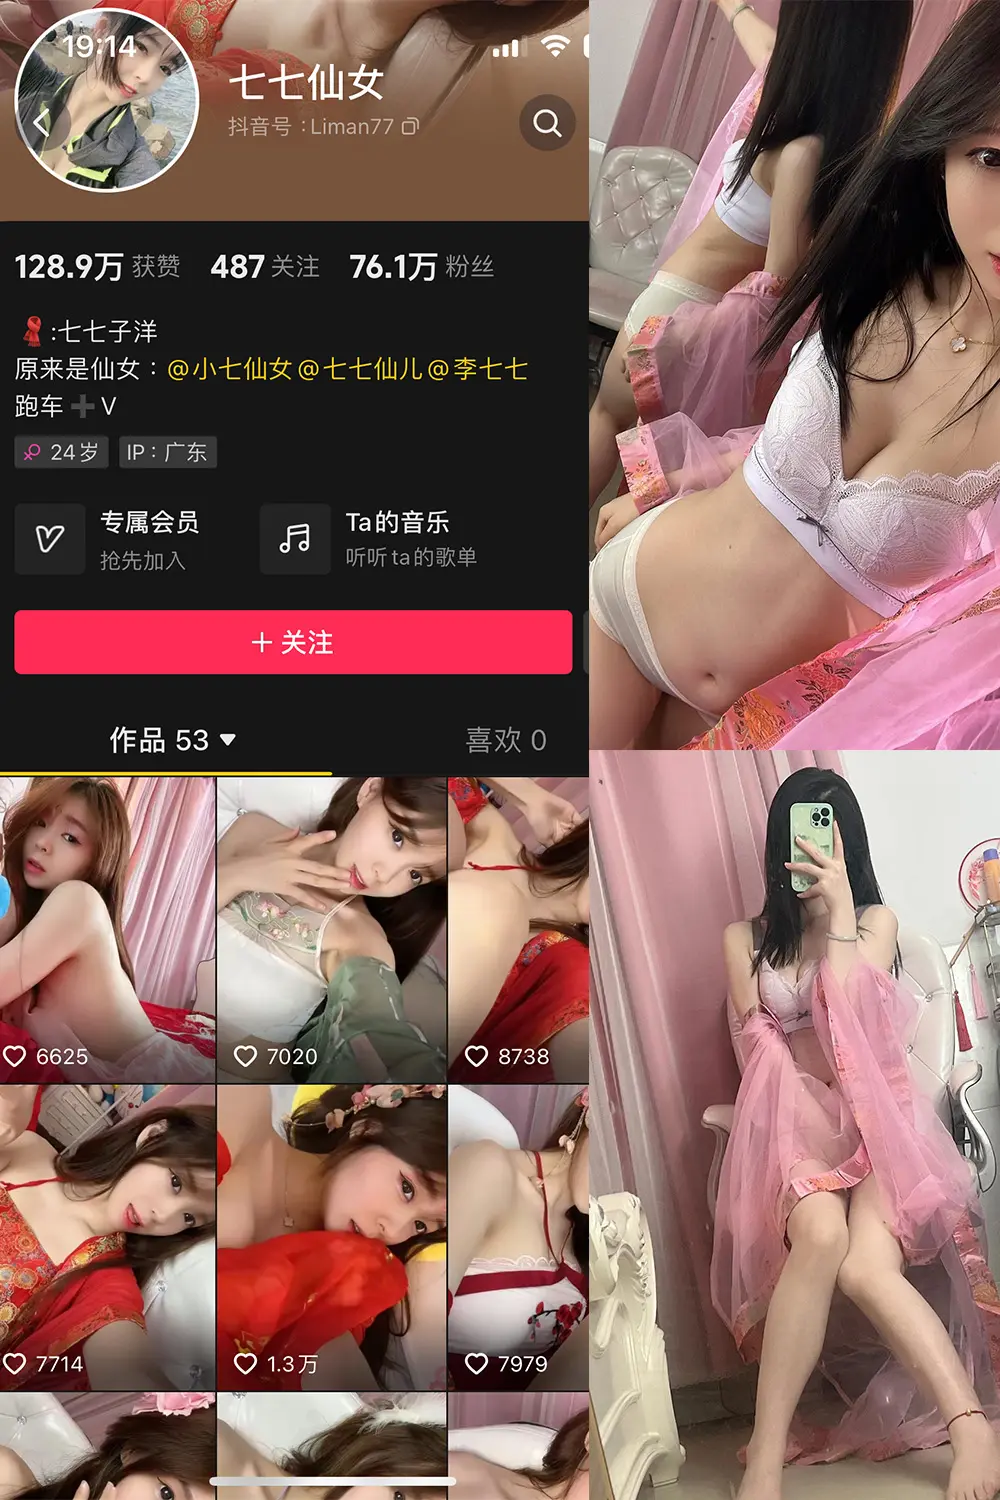 19:14
七七仙女
抖音号：Liman77
128.9万 获赞 487 关注 76.1万 粉丝
:七七子洋
原来是仙女：@小七仙女@七七仙儿@李七七
跑车➕V
24岁 IP：广东
专属会员
抢先加入
Ta的音乐
听听ta的歌单
+ 关注
作品 53 喜欢 0
6625 7020 8738
7714 1.3万 7979